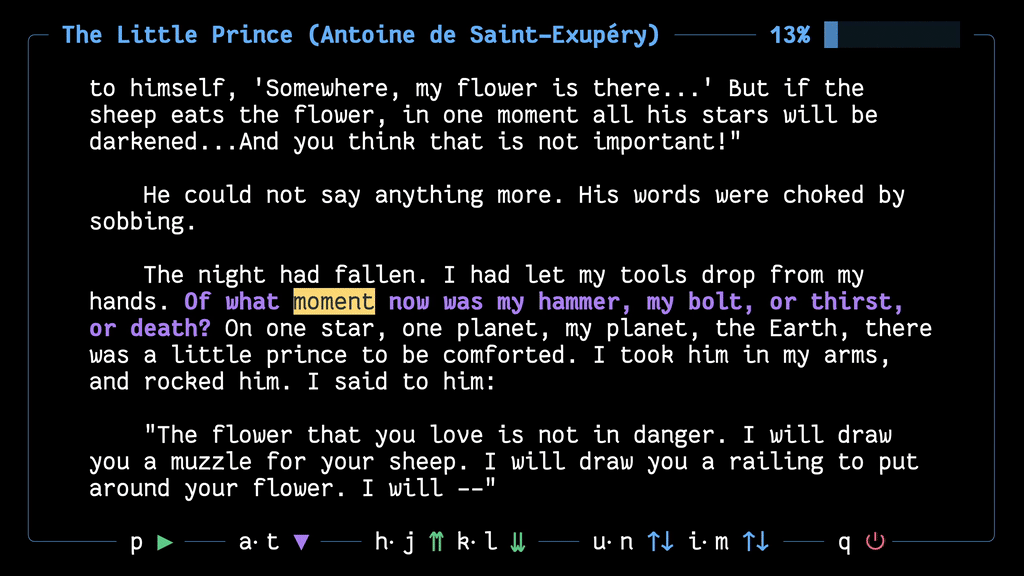 The Little Prince (Antoine de Saint-Exupéry) 13%
to himself, 'Somewhere, my flower is there...' But if the
sheep eats the flower, in one moment all his stars will be
darkened...And you think that is not important!"
He could not say anything more. His words were choked by
sobbing.
The night had fallen. I had let my tools drop from my
hands. Of what moment now was my hammer, my bolt, or thirst,
or death? On one star, one planet, my planet, the Earth, there
was a little prince to be comforted. I took him in my arms,
and rocked him. I said to him:
"The flower that you love is not in danger. I will draw
you a muzzle for your sheep. I will draw you a railing to put
around your flower. I will --"
p ▶ a·t ▼ h·j ⇈ k·l ⇊ u·n ↑↓ i·m ↑↓ q ⏻